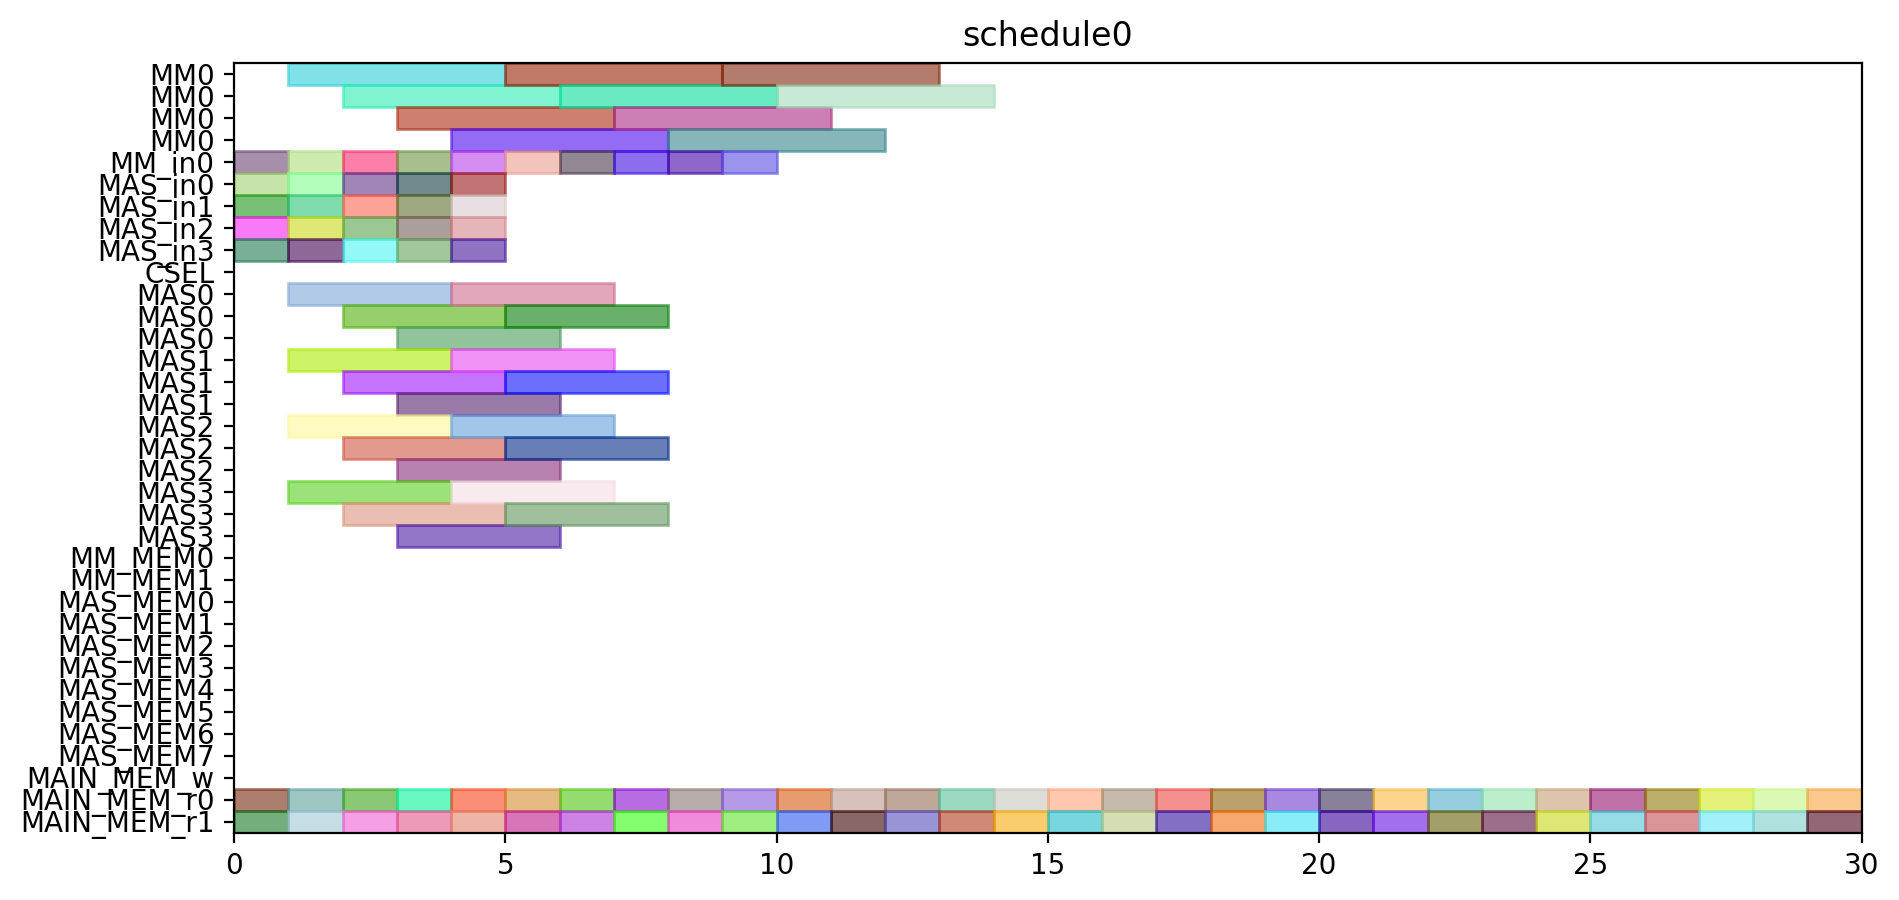 schedule0
MM0
MM0
MM0
MM0
MM_in0
MAS_in0
MAS_in1
MAS_in2
MAS_in3
CSEL
MAS0
MAS0
MAS0
MAS1
MAS1
MAS1
MAS2
MAS2
MAS2
MAS3
MAS3
MAS3
MM_MEM0
MM_MEM1
MAS_MEM0
MAS_MEM1
MAS_MEM2
MAS_MEM3
MAS_MEM4
MAS_MEM5
MAS_MEM6
MAS_MEM7
MAIN_MEM_w
MAIN_MEM_r0
MAIN_MEM_r1
0 5 10 15 20 25 30